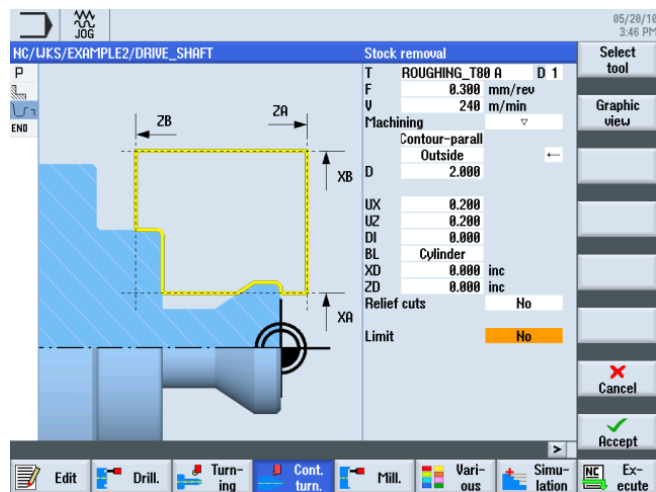 JOG
05/20/10
3:46 PM
NC/WKS/EXAMPLE2/DRIVE_SHAFT
Stock removal
Select tool
P
END
ZB
ZA
XB
XA
T ROUGHING_T80 A D 1
F 0.300 mm/rev
V 240 m/min
Machining ▽
Contour-parall
Outside ←
D 2.000
UX 0.200
UZ 0.200
DI 0.000
BL Cylinder
XD 0.000 inc
ZD 0.000 inc
Relief cuts No
Limit No
Graphic view
Cancel
Accept
>
Edit
Drill.
Turn-
ing
Cont.
turn.
Mill.
Vari-
ous
Simu-
lation
NC
Ex-
ecute